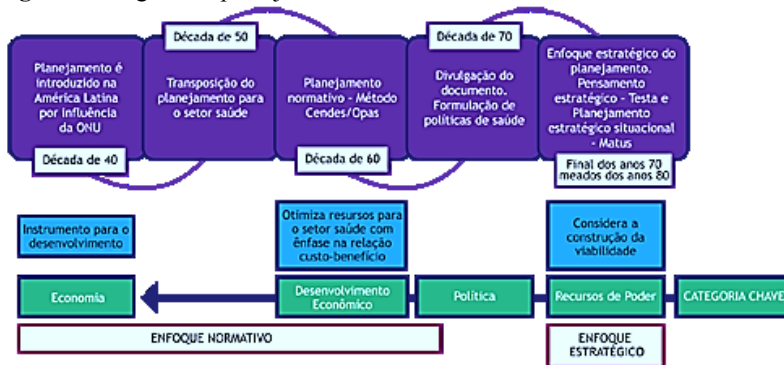 Década de 50
Década de 70
Planejamento é
introduzido na
América Latina
por Influência
da ONU
Transposição do
planejamento para
o setor saúde
Planejamento
normativo - Método
Cendes/Opas
Divulgação do
documento.
Formulação de
políticas de saúde
Enfoque estratégico do
planejamento.
Pensamento
estratégico - Testa e
Planejamento
estratégico situacional
- Matus
Década de 40
Década de 60
Final dos anos 70
meados dos anos 80
Instrumento para o
desenvolvimento
Otimiza recursos para
o setor saúde com
ênfase na relação
custo-benefício
Considera a
construção da
viabilidade
Economia
Desenvolvimento
Econômico
Política
Recursos de Poder
CATEGORIA CHAVE
ENFOQUE NORMATIVO
ENFOQUE
ESTRATÉGICO